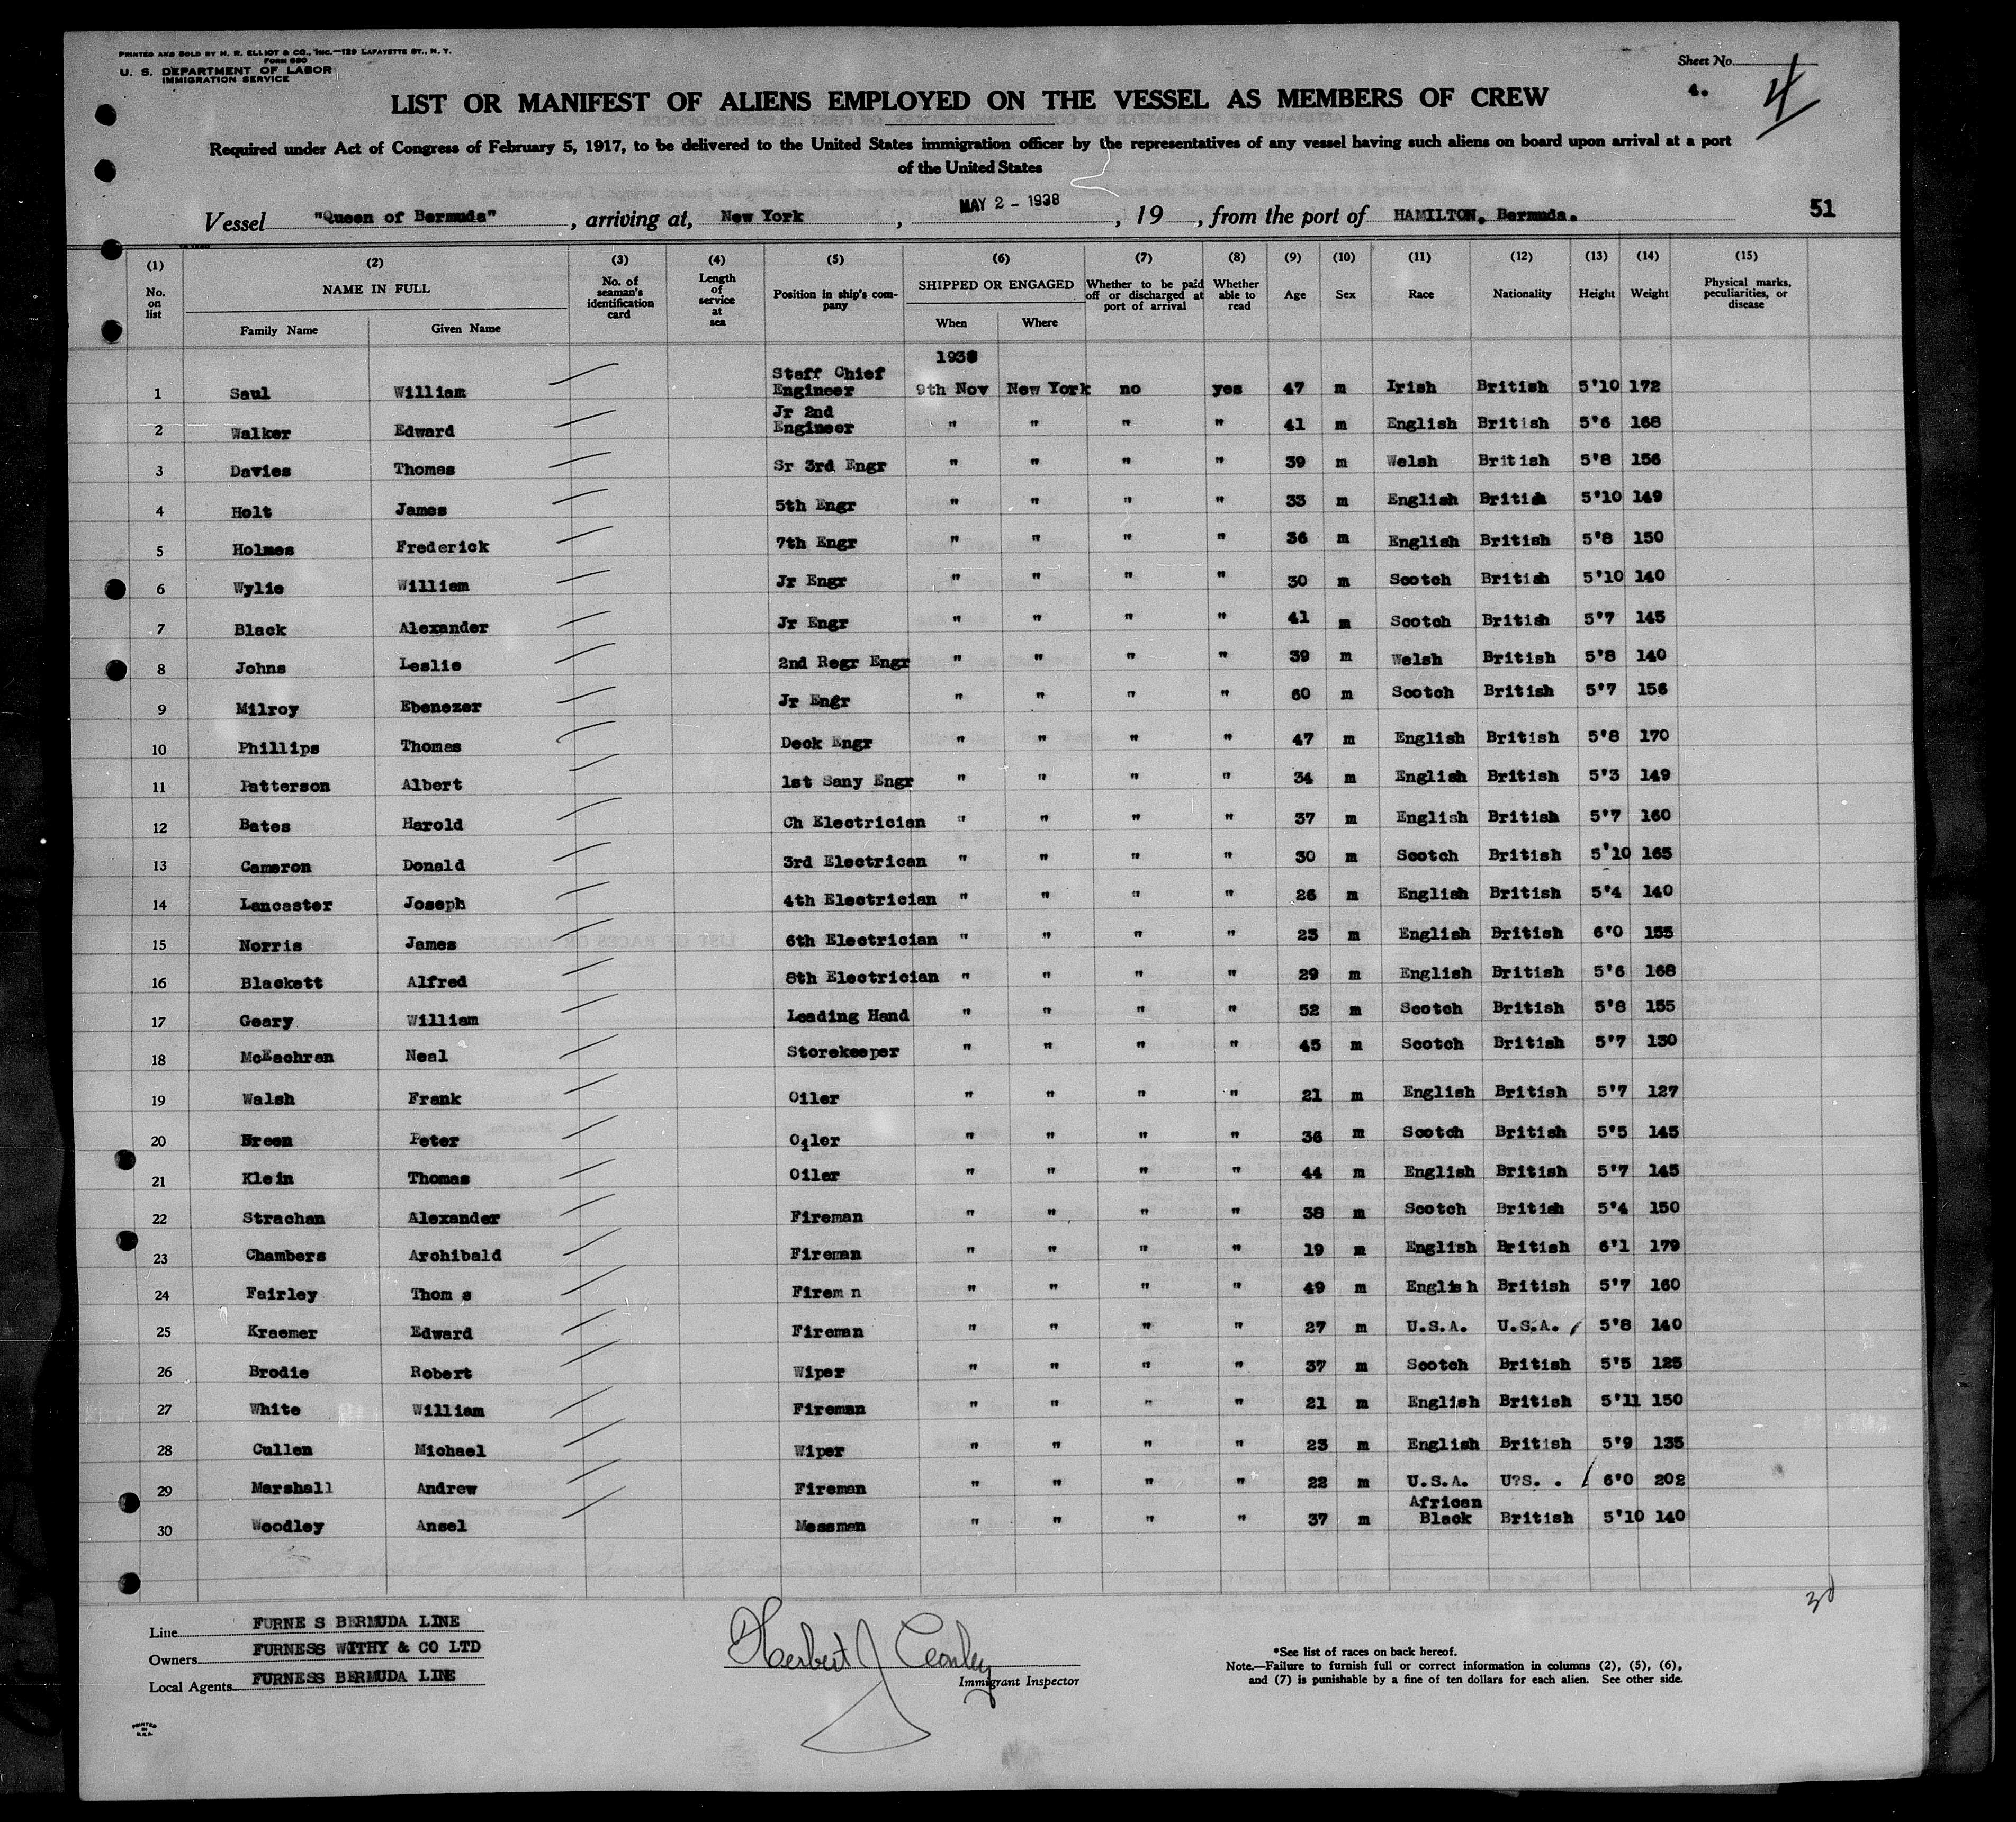 PRINTED AND SOLD BY H. R. ELLIOT & CO., INC.—129 LAFAYETTE ST., N. Y.
FORM 680
U. S. DEPARTMENT OF LABOR
IMMIGRATION SERVICE
Sheet No.
4. 4
LIST OR MANIFEST OF ALIENS EMPLOYED ON THE VESSEL AS MEMBERS OF CREW
Required under Act of Congress of February 5, 1917, to be delivered to the United States immigration officer by the representatives of any vessel having such aliens on board upon arrival at a port
of the United States
Vessel "Queen of Bermuda", arriving at, New York, MAY 2 - 1938, 19 , from the port of HAMILTON, Bermuda. 51
(1) (2) (3) (4) (5) (6) (7) (8) (9) (10) (11) (12) (13) (14) (15)
No. on list NAME IN FULL Family Name Given Name No. of seaman's identification card Length of service at sea Position in ship's company SHIPPED OR ENGAGED When Where Whether to be paid off or discharged at port of arrival Whether able to read Age Sex Race Nationality Height Weight Physical marks, peculiarities, or disease
1938
1 Saul William Staff Chief Engineer 9th Nov New York no yes 47 m Irish British 5'10 172
2 Walker Edward Jr 2nd Engineer " " " " 41 m English British 5'6 168
3 Davies Thomas Sr 3rd Engr " " " " 39 m Welsh British 5'8 156
4 Holt James 5th Engr " " " " 33 m English British 5'10 149
5 Holmes Frederick 7th Engr " " " " 36 m English British 5'8 150
6 Wylie William Jr Engr " " " " 30 m Scotch British 5'10 140
7 Black Alexander Jr Engr " " " " 41 m Scotch British 5'7 145
8 Johns Leslie 2nd Regr Engr " " " " 39 m Welsh British 5'8 140
9 Milroy Ebenezer Jr Engr " " " " 60 m Scotch British 5'7 156
10 Phillips Thomas Deck Engr " " " " 47 m English British 5'8 170
11 Patterson Albert 1st Sany Engr " " " " 34 m English British 5'3 149
12 Bates Harold Ch Electrician " " " " 37 m English British 5'7 160
13 Cameron Donald 3rd Electrican " " " " 30 m Scotch British 5'10 165
14 Lancaster Joseph 4th Electrician " " " " 26 m English British 5'4 140
15 Norris James 6th Electrician " " " " 23 m English British 6'0 155
16 Blackett Alfred 8th Electrician " " " " 29 m English British 5'6 168
17 Geary William Leading Hand " " " " 52 m Scotch British 5'8 155
18 McEachran Neal Storekeeper " " " " 45 m Scotch British 5'7 130
19 Walsh Frank Oiler " " " " 21 m English British 5'7 127
20 Breen Peter Oiler " " " " 36 m Scotch British 5'5 145
21 Klein Thomas Oiler " " " " 44 m English British 5'7 145
22 Strachan Alexander Fireman " " " " 38 m Scotch British 5'4 150
23 Chambers Archibald Fireman " " " " 19 m English British 6'1 179
24 Fairley Thom s Firem n " " " " 49 m English British 5'7 160
25 Kraemer Edward Fireman " " " " 27 m U.S.A. U.S.A. 5'8 140
26 Brodie Robert Wiper " " " " 37 m Scotch British 5'5 125
27 White William Fireman " " " " 21 m English British 5'11 150
28 Cullen Michael Wiper " " " " 23 m English British 5'9 135
29 Marshall Andrew Fireman " " " " 22 m U.S.A. U?S. . 6'0 202
30 Woodley Ansel Messman " " " " 37 m African Black British 5'10 140
30
Line FURNE S BERMUDA LINE
Owners FURNESS WITHY & CO LTD
Local Agents FURNESS BERMUDA LINE
Herbert J Conley
Immigrant Inspector
*See list of races on back hereof.
Note.—Failure to furnish full or correct information in columns (2), (5), (6),
and (7) is punishable by a fine of ten dollars for each alien. See other side.
PRINTED
IN
U.S.A.